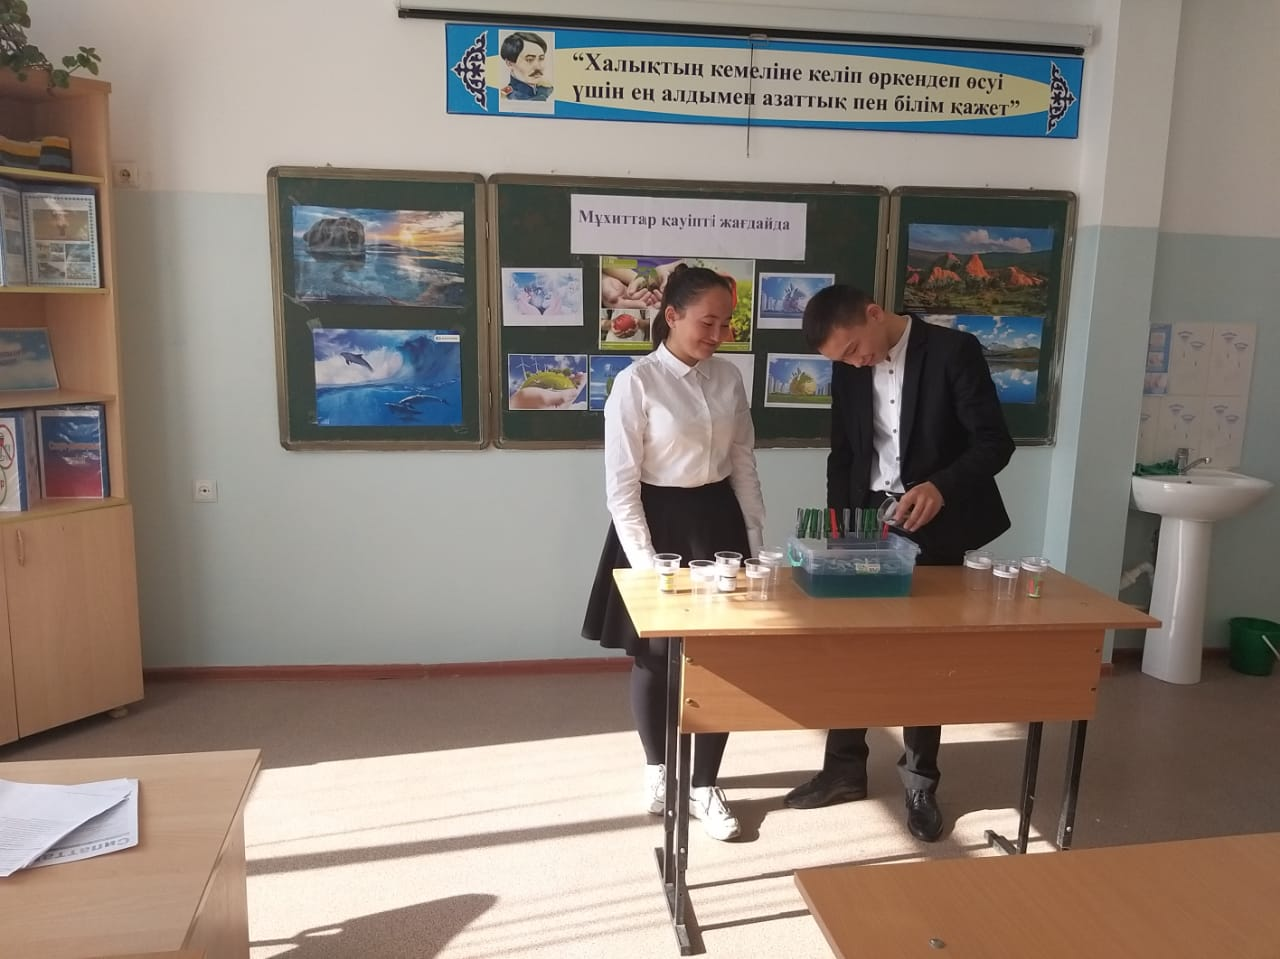 “Халықтың кемеліне келіп өркендеп өсуі
үшін ең алдымен азаттық пен білім қажет”
Мұхиттар қауіпті жағдайда